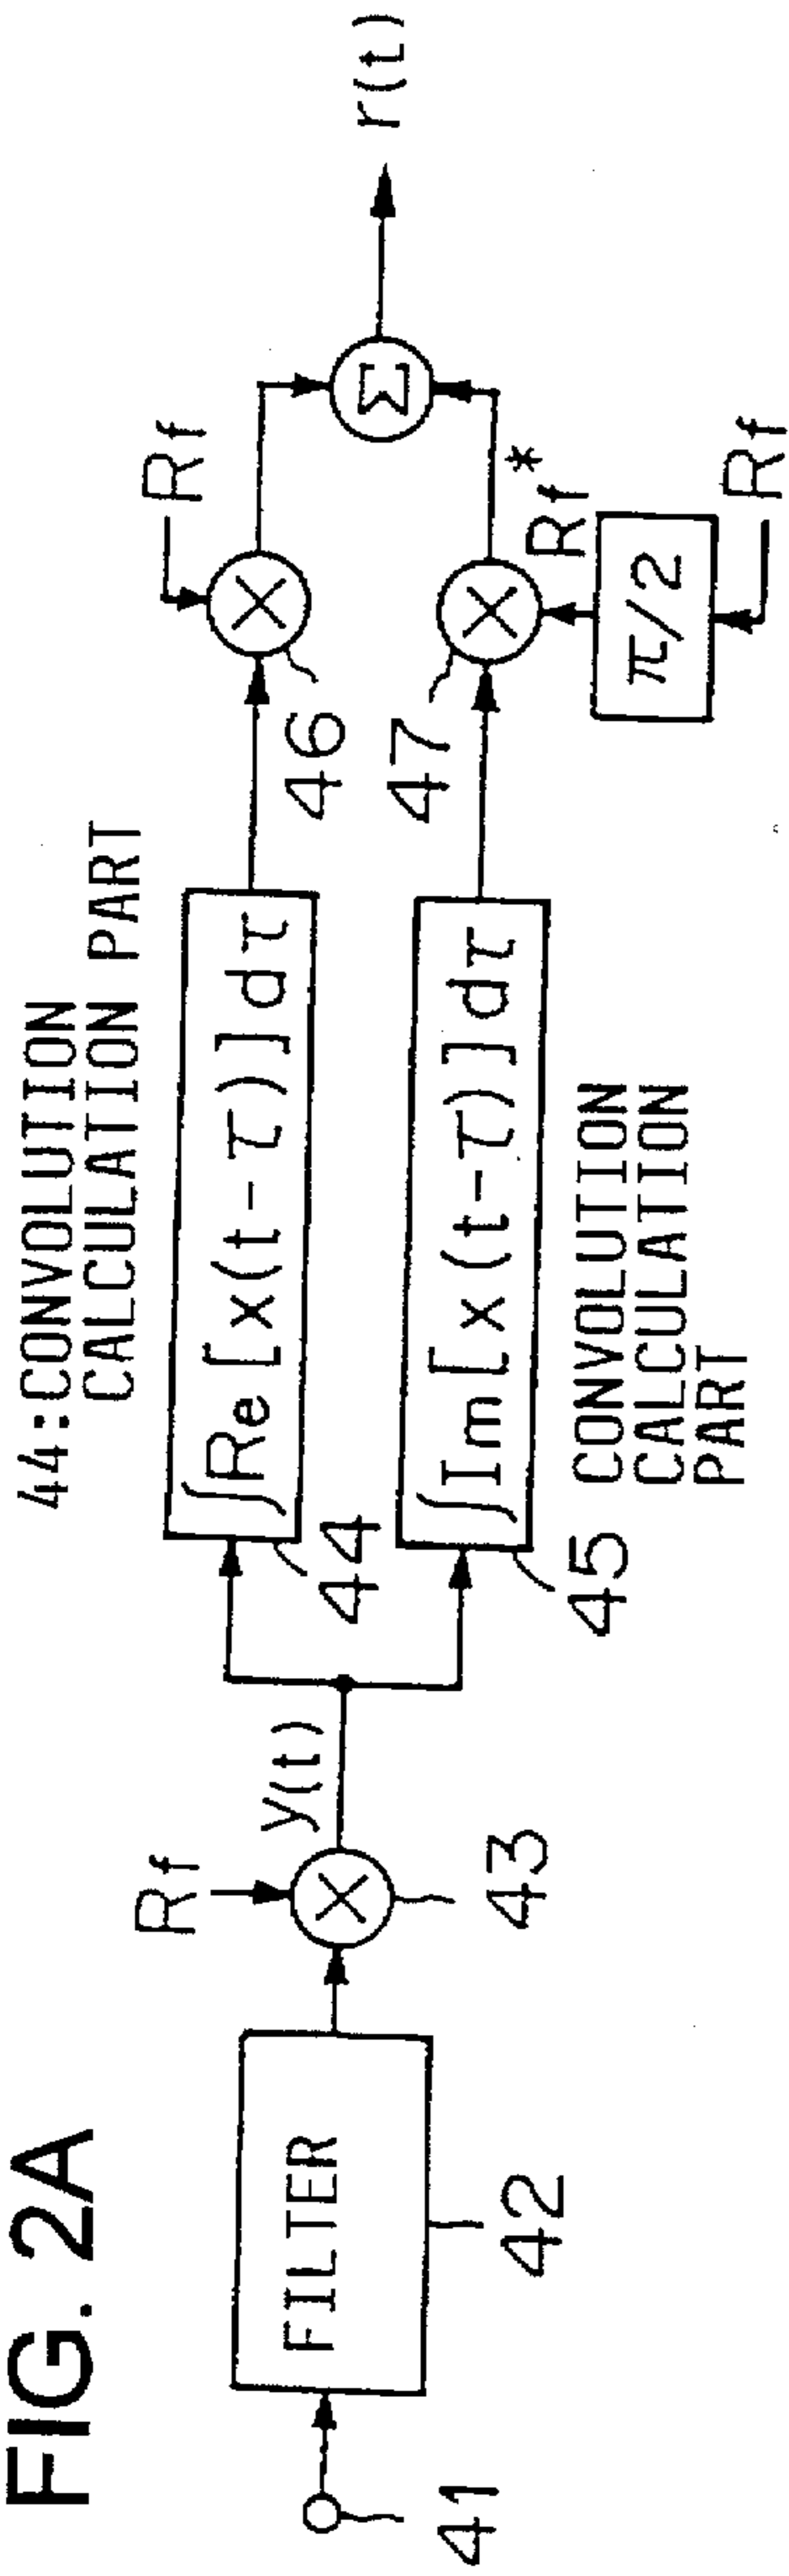 FIG. 2A
41
FILTER
42
Rf
43
y(t)
44:CONVOLUTION
CALCULATION PART
∫Re[x(t-τ)]dτ
44
∫Im[x(t-τ)]dτ
45
CONVOLUTION
CALCULATION
PART
46
Rf
47
Rf*
π/2
Rf
Σ
r(t)